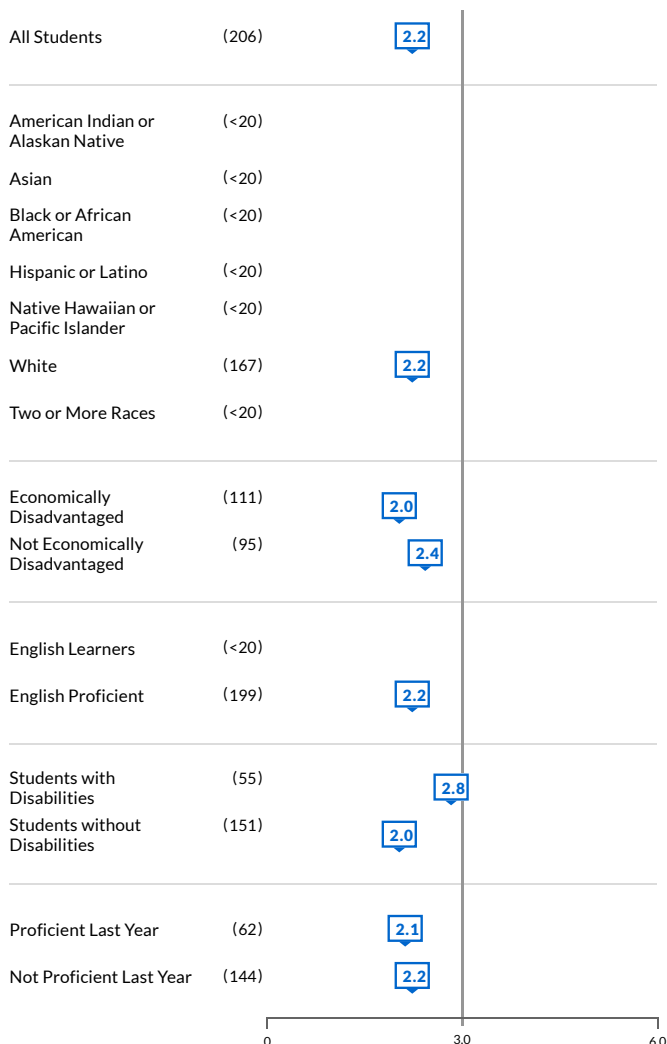 All Students (206) 2.2
American Indian or (<20)
Alaskan Native
Asian (<20)
Black or African (<20)
American
Hispanic or Latino (<20)
Native Hawaiian or (<20)
Pacific Islander
White (167) 2.2
Two or More Races (<20)
Economically (111) 2.0
Disadvantaged
Not Economically (95) 2.4
Disadvantaged
English Learners (<20)
English Proficient (199) 2.2
Students with (55) 2.8
Disabilities
Students without (151) 2.0
Disabilities
Proficient Last Year (62) 2.1
Not Proficient Last Year (144) 2.2
0 3.0 6.0